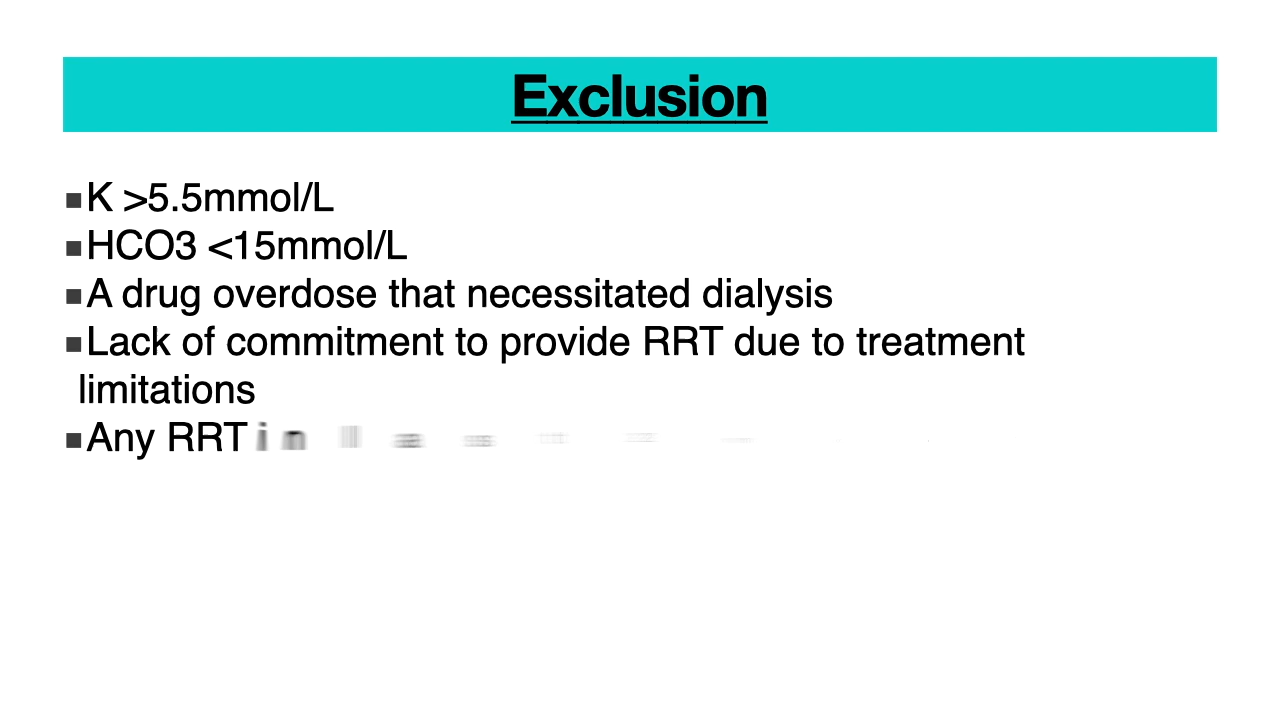 Exclusion
K >5.5mmol/L
HCO3 <15mmol/L
A drug overdose that necessitated dialysis
Lack of commitment to provide RRT due to treatment
limitations
Any RRT